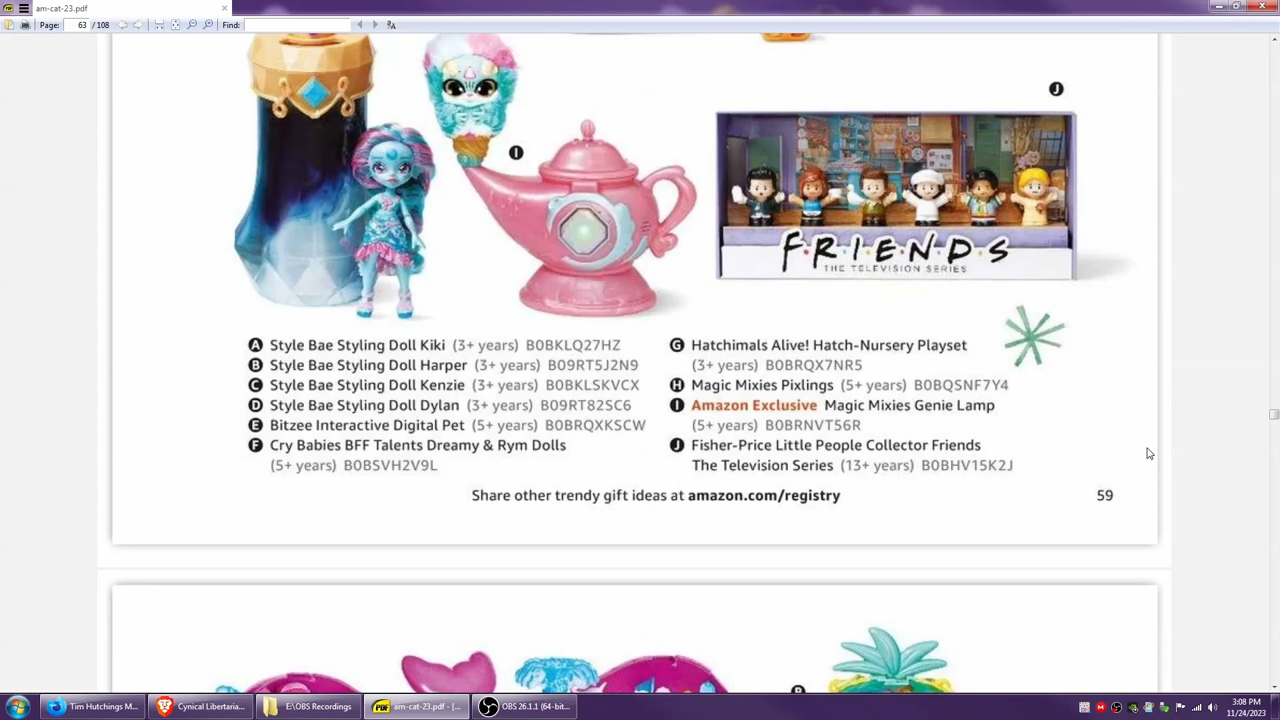 am-cat-23.pdf
Page: 63 / 108 Find:
J
I
FRIENDS
THE TELEVISION SERIES
A Style Bae Styling Doll Kiki (3+ years) B0BKLQ27HZ
B Style Bae Styling Doll Harper (3+ years) B09RT5J2N9
C Style Bae Styling Doll Kenzie (3+ years) B0BKLSKVCX
D Style Bae Styling Doll Dylan (3+ years) B09RT82SC6
E Bitzee Interactive Digital Pet (5+ years) B0BRQXKSCW
F Cry Babies BFF Talents Dreamy & Rym Dolls
(5+ years) B0BSVH2V9L
G Hatchimals Alive! Hatch-Nursery Playset
(3+ years) B0BRQX7NR5
H Magic Mixies Pixlings (5+ years) B0BQSNF7Y4
I Amazon Exclusive Magic Mixies Genie Lamp
(5+ years) B0BRNVT56R
J Fisher-Price Little People Collector Friends
The Television Series (13+ years) B0BHV15K2J
Share other trendy gift ideas at amazon.com/registry
59
Tim Hutchings M... Cynical Libertaria... E:\OBS Recordings am-cat-23.pdf - [... OBS 26.1.1 (64-bit...
3:08 PM
11/24/2023